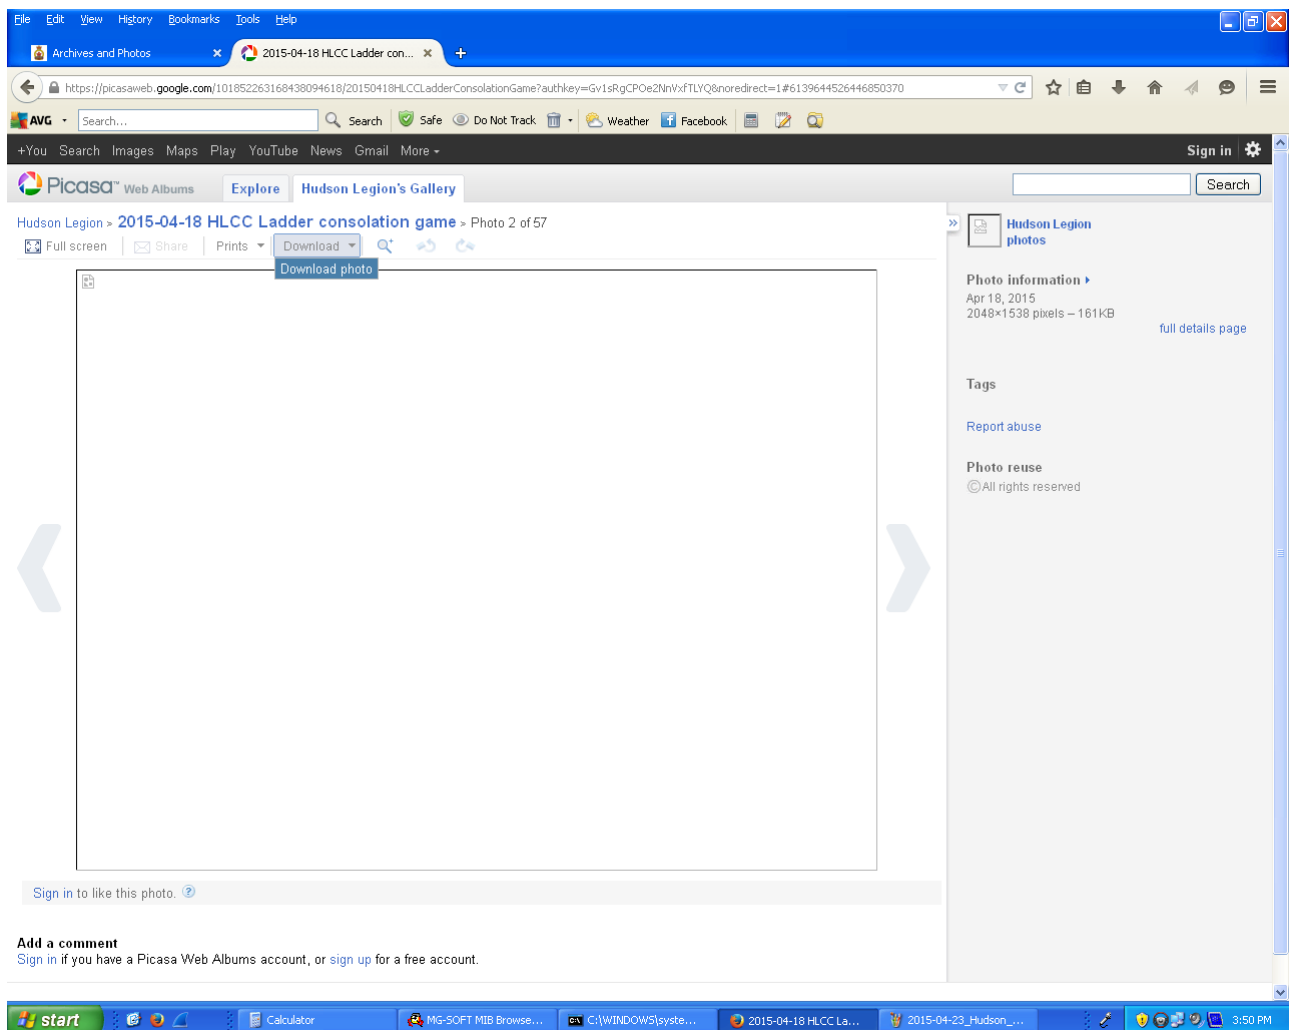 File Edit View History Bookmarks Tools Help
Archives and Photos
2015-04-18 HLCC Ladder con...
https://picasaweb.google.com/101852263168438094618/20150418HLCCLadderConsolationGame?authkey=Gv1sRgCPOe2NnVxfTLYQ&noredirect=1#6139644526446850370
AVG Search... Search Safe Do Not Track Weather Facebook
+You Search Images Maps Play YouTube News Gmail More Sign in
Picasa™ Web Albums Explore Hudson Legion's Gallery Search
Hudson Legion > 2015-04-18 HLCC Ladder consolation game > Photo 2 of 57
Full screen Share Prints Download
Download photo
Hudson Legion
photos
Photo information
Apr 18, 2015
2048×1538 pixels – 161KB
full details page
Tags
Report abuse
Photo reuse
©All rights reserved
Sign in to like this photo. ?
Add a comment
Sign in if you have a Picasa Web Albums account, or sign up for a free account.
start Calculator MG-SOFT MIB Browse... C:\WINDOWS\syste... 2015-04-18 HLCC La... 2015-04-23_Hudson_... 3:50 PM